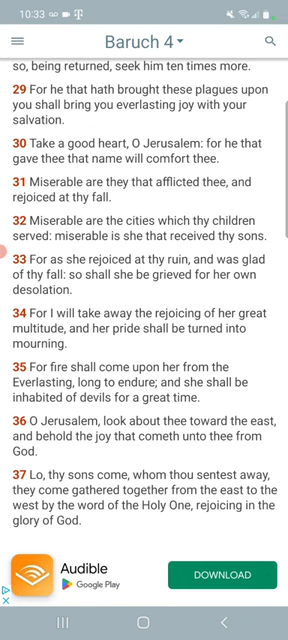 10:33
Baruch 4
so, being returned, seek him ten times more.
29 For he that hath brought these plagues upon
you shall bring you everlasting joy with your
salvation.
30 Take a good heart, O Jerusalem: for he that
gave thee that name will comfort thee.
31 Miserable are they that afflicted thee, and
rejoiced at thy fall.
32 Miserable are the cities which thy children
served: miserable is she that received thy sons.
33 For as she rejoiced at thy ruin, and was glad
of thy fall: so shall she be grieved for her own
desolation.
34 For I will take away the rejoicing of her great
multitude, and her pride shall be turned into
mourning.
35 For fire shall come upon her from the
Everlasting, long to endure; and she shall be
inhabited of devils for a great time.
36 O Jerusalem, look about thee toward the east,
and behold the joy that cometh unto thee from
God.
37 Lo, thy sons come, whom thou sentest away,
they come gathered together from the east to the
west by the word of the Holy One, rejoicing in the
glory of God.
Audible
Google Play
DOWNLOAD